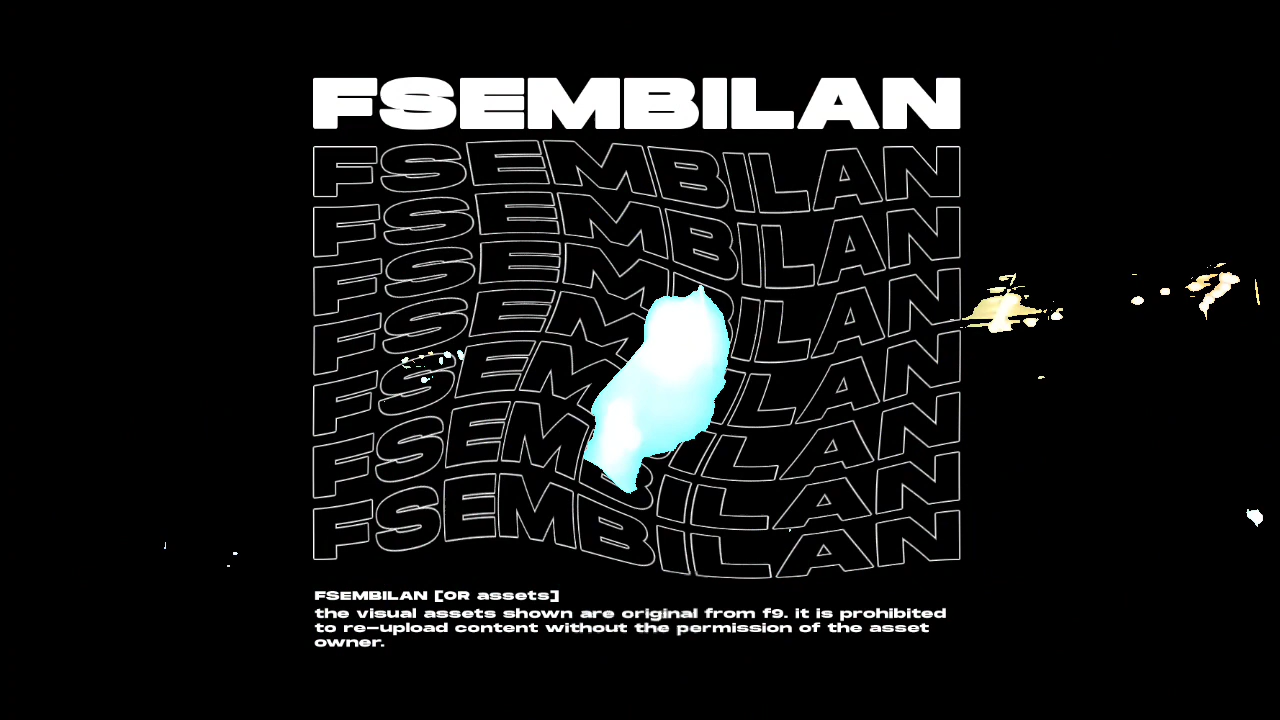 FSEMBILAN
FSEMBILAN
FSEMBILAN
FSEMBILAN
FSEMBILAN
FSEMBILAN
FSEMBILAN
FSEMBILAN
FSEMBILAN [OR assets]
the visual assets shown are original from f9. it is prohibited
to re-upload content without the permission of the asset
owner.